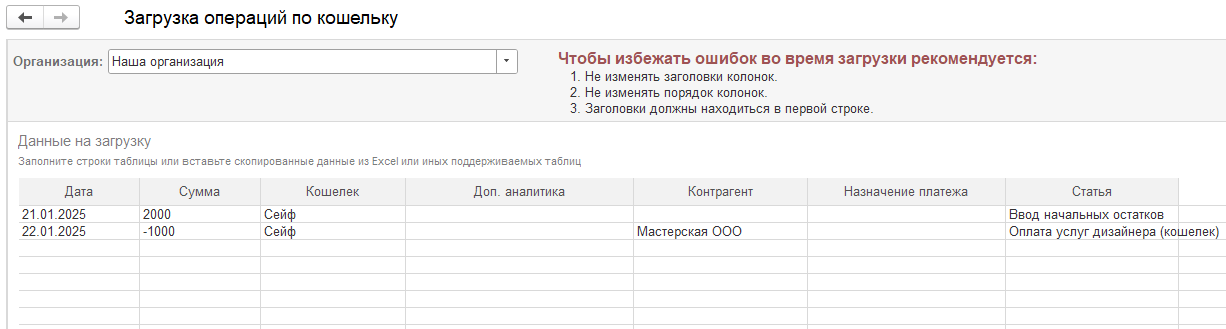 Загрузка операций по кошельку
Организация: Наша организация
Чтобы избежать ошибок во время загрузки рекомендуется:
1. Не изменять заголовки колонок.
2. Не изменять порядок колонок.
3. Заголовки должны находиться в первой строке.
Данные на загрузку
Заполните строки таблицы или вставьте скопированные данные из Excel или иных поддерживаемых таблиц
Дата Сумма Кошелек Доп. аналитика Контрагент Назначение платежа Статья
21.01.2025 2000 Сейф Ввод начальных остатков
22.01.2025 -1000 Сейф Мастерская ООО Оплата услуг дизайнера (кошелек)